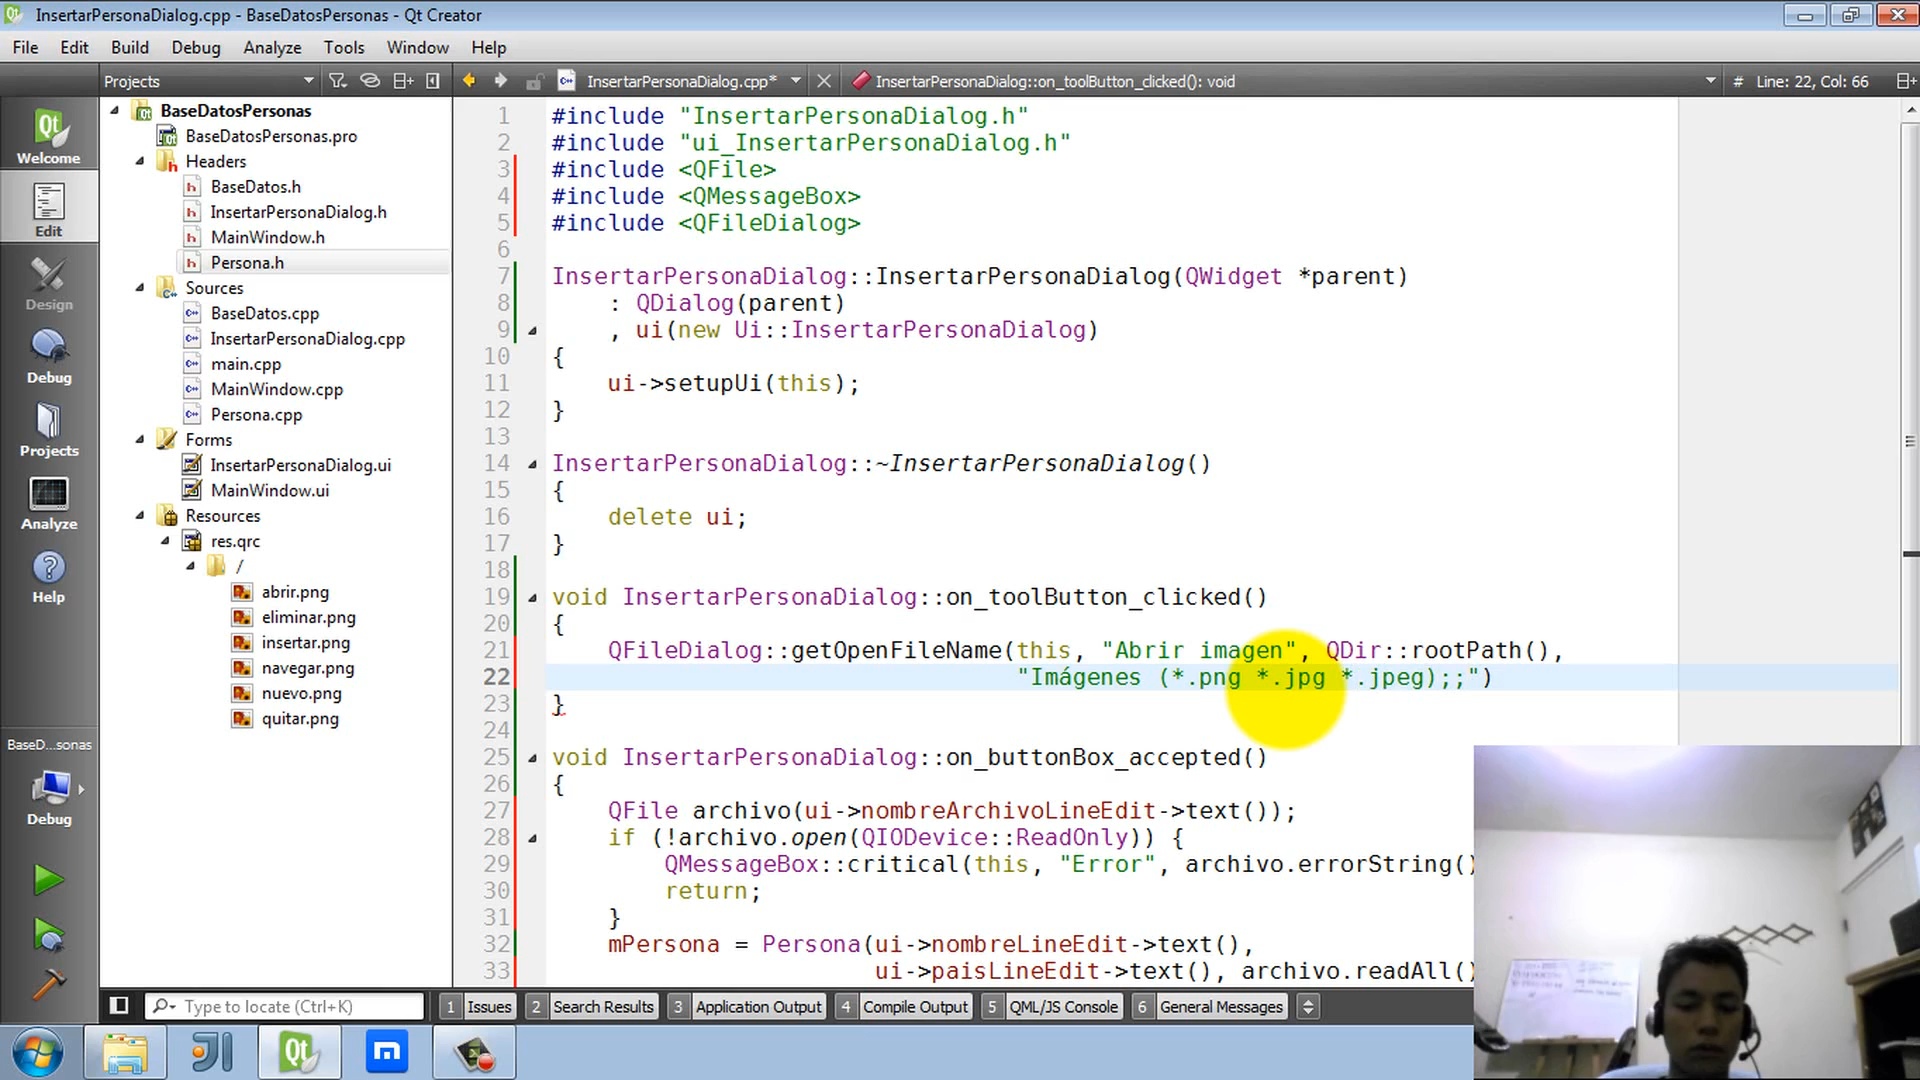 InsertarPersonaDialog.cpp - BaseDatosPersonas - Qt Creator
File Edit Build Debug Analyze Tools Window Help
Projects
InsertarPersonaDialog.cpp*
InsertarPersonaDialog::on_toolButton_clicked(): void
# Line: 22, Col: 66
Welcome
Edit
Design
Debug
Projects
Analyze
Help
BaseD...sonas
Debug
BaseDatosPersonas
BaseDatosPersonas.pro
Headers
BaseDatos.h
InsertarPersonaDialog.h
MainWindow.h
Persona.h
Sources
BaseDatos.cpp
InsertarPersonaDialog.cpp
main.cpp
MainWindow.cpp
Persona.cpp
Forms
InsertarPersonaDialog.ui
MainWindow.ui
Resources
res.qrc
/
abrir.png
eliminar.png
insertar.png
navegar.png
nuevo.png
quitar.png
1 #include "InsertarPersonaDialog.h"
2 #include "ui_InsertarPersonaDialog.h"
3 #include <QFile>
4 #include <QMessageBox>
5 #include <QFileDialog>
6
7 InsertarPersonaDialog::InsertarPersonaDialog(QWidget *parent)
8 : QDialog(parent)
9 , ui(new Ui::InsertarPersonaDialog)
10 {
11 ui->setupUi(this);
12 }
13
14 InsertarPersonaDialog::~InsertarPersonaDialog()
15 {
16 delete ui;
17 }
18
19 void InsertarPersonaDialog::on_toolButton_clicked()
20 {
21 QFileDialog::getOpenFileName(this, "Abrir imagen", QDir::rootPath(),
22 "Imágenes (*.png *.jpg *.jpeg);;")
23 }
24
25 void InsertarPersonaDialog::on_buttonBox_accepted()
26 {
27 QFile archivo(ui->nombreArchivoLineEdit->text());
28 if (!archivo.open(QIODevice::ReadOnly)) {
29 QMessageBox::critical(this, "Error", archivo.errorString()
30 return;
31 }
32 mPersona = Persona(ui->nombreLineEdit->text(),
33 ui->paisLineEdit->text(), archivo.readAll()
Type to locate (Ctrl+K)
1 Issues 2 Search Results 3 Application Output 4 Compile Output 5 QML/JS Console 6 General Messages